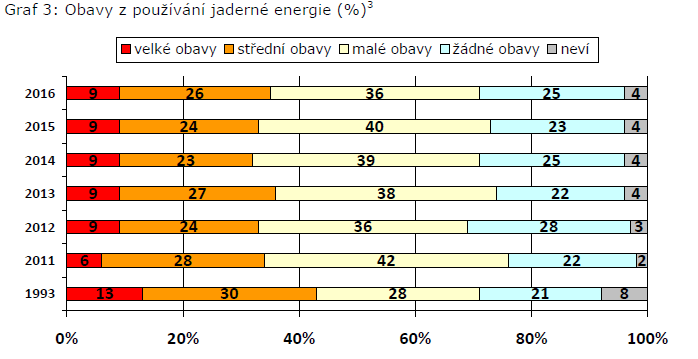 Graf 3: Obavy z používání jaderné energie (%)³
velké obavy střední obavy malé obavy žádné obavy neví
2016 9 26 36 25 4
2015 9 24 40 23 4
2014 9 23 39 25 4
2013 9 27 38 22 4
2012 9 24 36 28 3
2011 6 28 42 22 2
1993 13 30 28 21 8
0% 20% 40% 60% 80% 100%